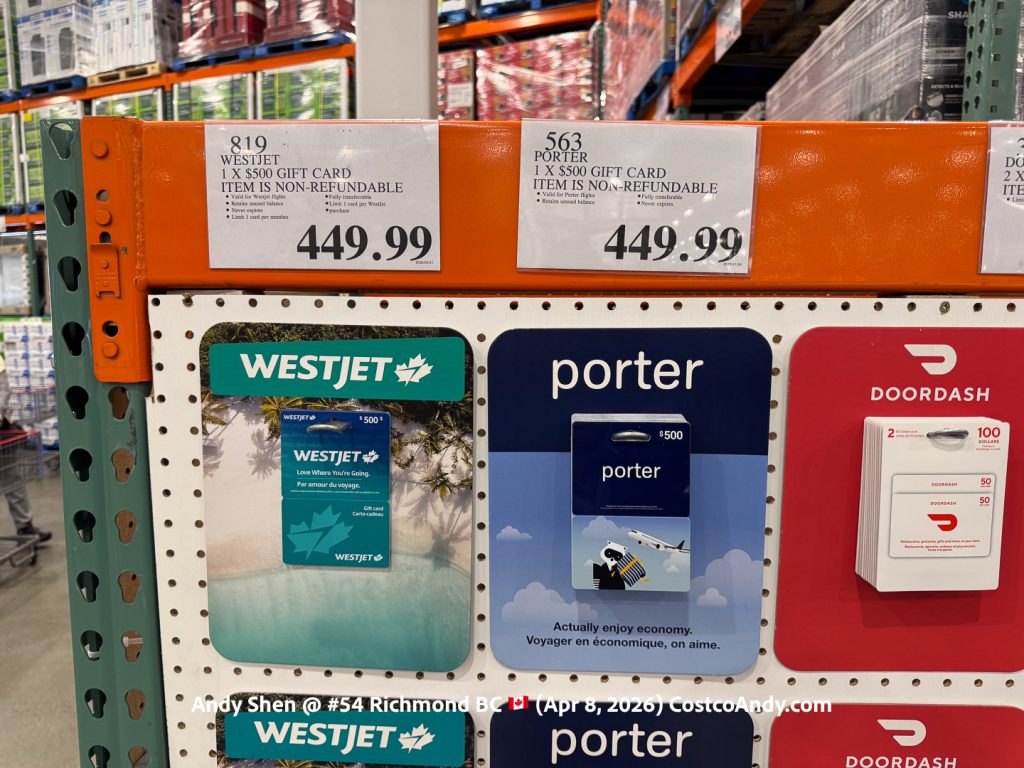 819
WESTJET
1 X $500 GIFT CARD
ITEM IS NON-REFUNDABLE
• Valid for Westjet flights
• Retains unused balance
• Never expires
• Limit 1 card per member
• Fully transferrable
• Limit 1 card per WestJet
• purchase
449.99
563
PORTER
1 X $500 GIFT CARD
ITEM IS NON-REFUNDABLE
• Valid for Porter flights
• Retains unused balance
• Fully transferable
• Never expires
449.99
2 X
WESTJET
WESTJET
$500$
WESTJET
Love Where You're Going.
Par amour du voyage.
Gift card
Carte-cadeau
WESTJET
porter
$500
porter
Actually enjoy economy.
Voyager en économique, on aime.
DOORDASH
2
100
DOLLARS
DOORDASH
50
DOORDASH
50
Andy Shen @ #54 Richmond BC 🇨🇦 (Apr 8, 2026) CostcoAndy.com
WESTJET
porter
DOORDASH